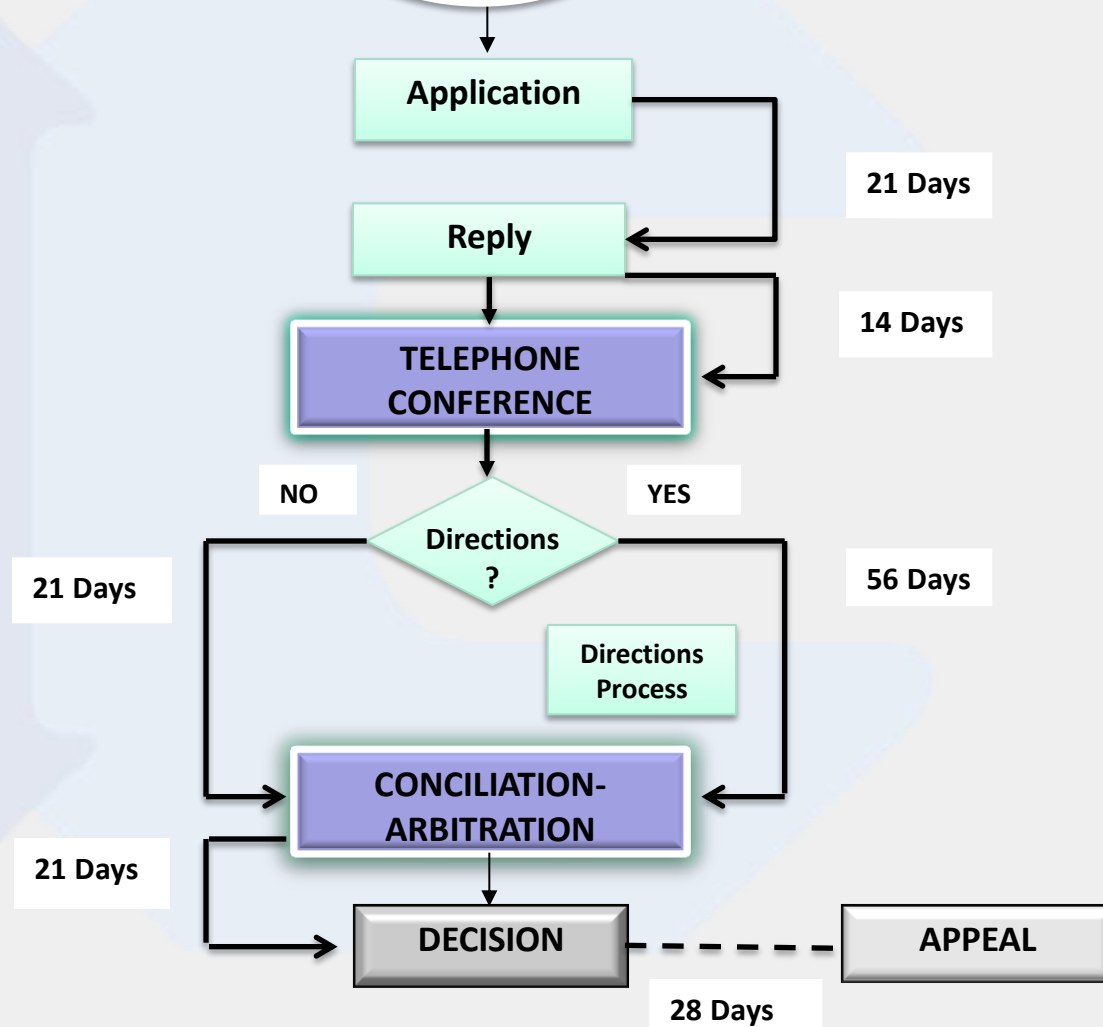 Application
21 Days
Reply
14 Days
TELEPHONE
CONFERENCE
NO
YES
Directions
?
21 Days
56 Days
Directions
Process
CONCILIATION-
ARBITRATION
21 Days
DECISION
APPEAL
28 Days